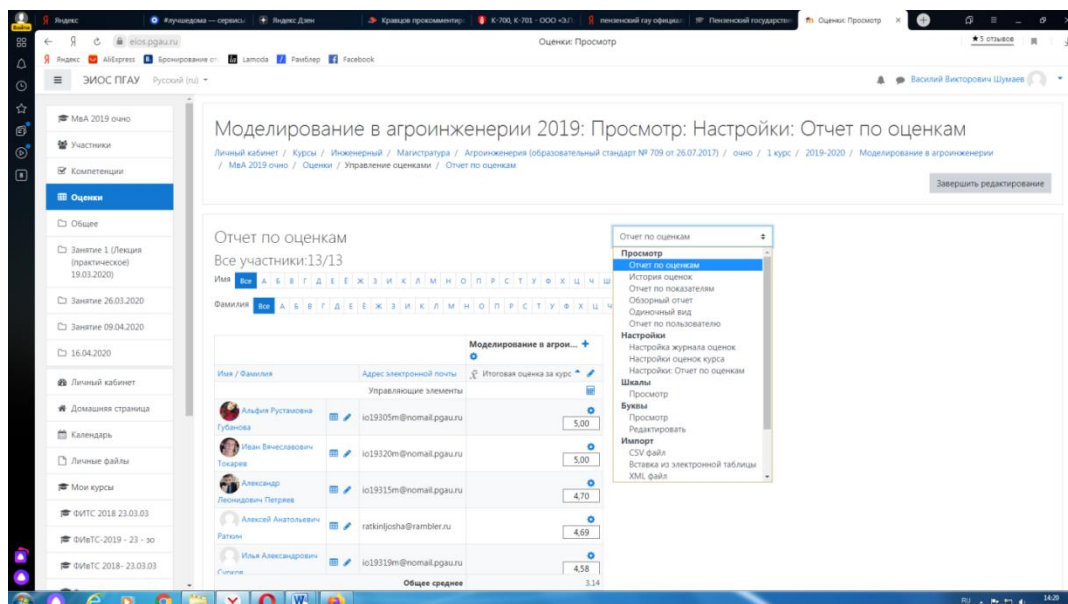 Яндекс
#лучшедома — сервисы
Яндекс Дзен
Кравцов прокомментир
К-700, К-701 - ООО «Э.П
пензенский гау официал
Пензенский государстве
Оценки: Просмотр
Войти
eios.pgau.ru
Оценки: Просмотр
★ 5 отзывов
Яндекс AliExpress Бронирование от Lamoda Рамблер Facebook
ЭИОС ПГАУ Русский (ru)
Василий Викторович Шумаев
МвА 2019 очно
Участники
Компетенции
Оценки
Общее
Занятие 1 (Лекция
(практическое)
19.03.2020)
Занятие 26.03.2020
Занятие 09.04.2020
16.04.2020
Личный кабинет
Домашняя страница
Календарь
Личные файлы
Мои курсы
ФИТС 2018 23.03.03
ФИвТС-2019 - 23 - зо
ФИвТС 2018- 23.03.03
Моделирование в агроинженерии 2019: Просмотр: Настройки: Отчет по оценкам
Личный кабинет / Курсы / Инженерный / Магистратура / Агроинженерия (образовательный стандарт № 709 от 26.07.2017) / очно / 1 курс / 2019-2020 / Моделирование в агроинженерии
/ МвА 2019 очно / Оценки / Управление оценками / Отчет по оценкам
Завершить редактирование
Отчет по оценкам
Все участники:13/13
Имя Все А Б В Г Д Е Ё Ж З И К Л М Н О П Р С Т У Ф Х Ц Ч Ш
Фамилия Все А Б В Г Д Е Ё Ж З И К Л М Н О П Р С Т У Ф Х Ц Ч
Моделирование в агрои...
Имя / Фамилия Адрес электронной почты Итоговая оценка за курс
Управляющие элементы
Альфия Рустамовна
Губанова
io19305m@nomail.pgau.ru
5,00
Иван Вячеславович
Токарев
io19320m@nomail.pgau.ru
5,00
Александр
Леонидович Петряев
io19315m@nomail.pgau.ru
4,70
Алексей Анатольевич
Раткин
ratkinljosha@rambler.ru
4,69
Илья Александрович
io19319m@nomail.pgau.ru
4,58
Общее среднее 3,14
Отчет по оценкам
Просмотр
Отчет по оценкам
История оценок
Отчет по показателям
Обзорный отчет
Одиночный вид
Отчет по пользователю
Настройки
Настройка журнала оценок
Настройки оценок курса
Настройки: Отчет по оценкам
Шкалы
Просмотр
Буквы
Просмотр
Редактировать
Импорт
CSV файл
Вставка из электронной таблицы
XML файл
RU
14:20